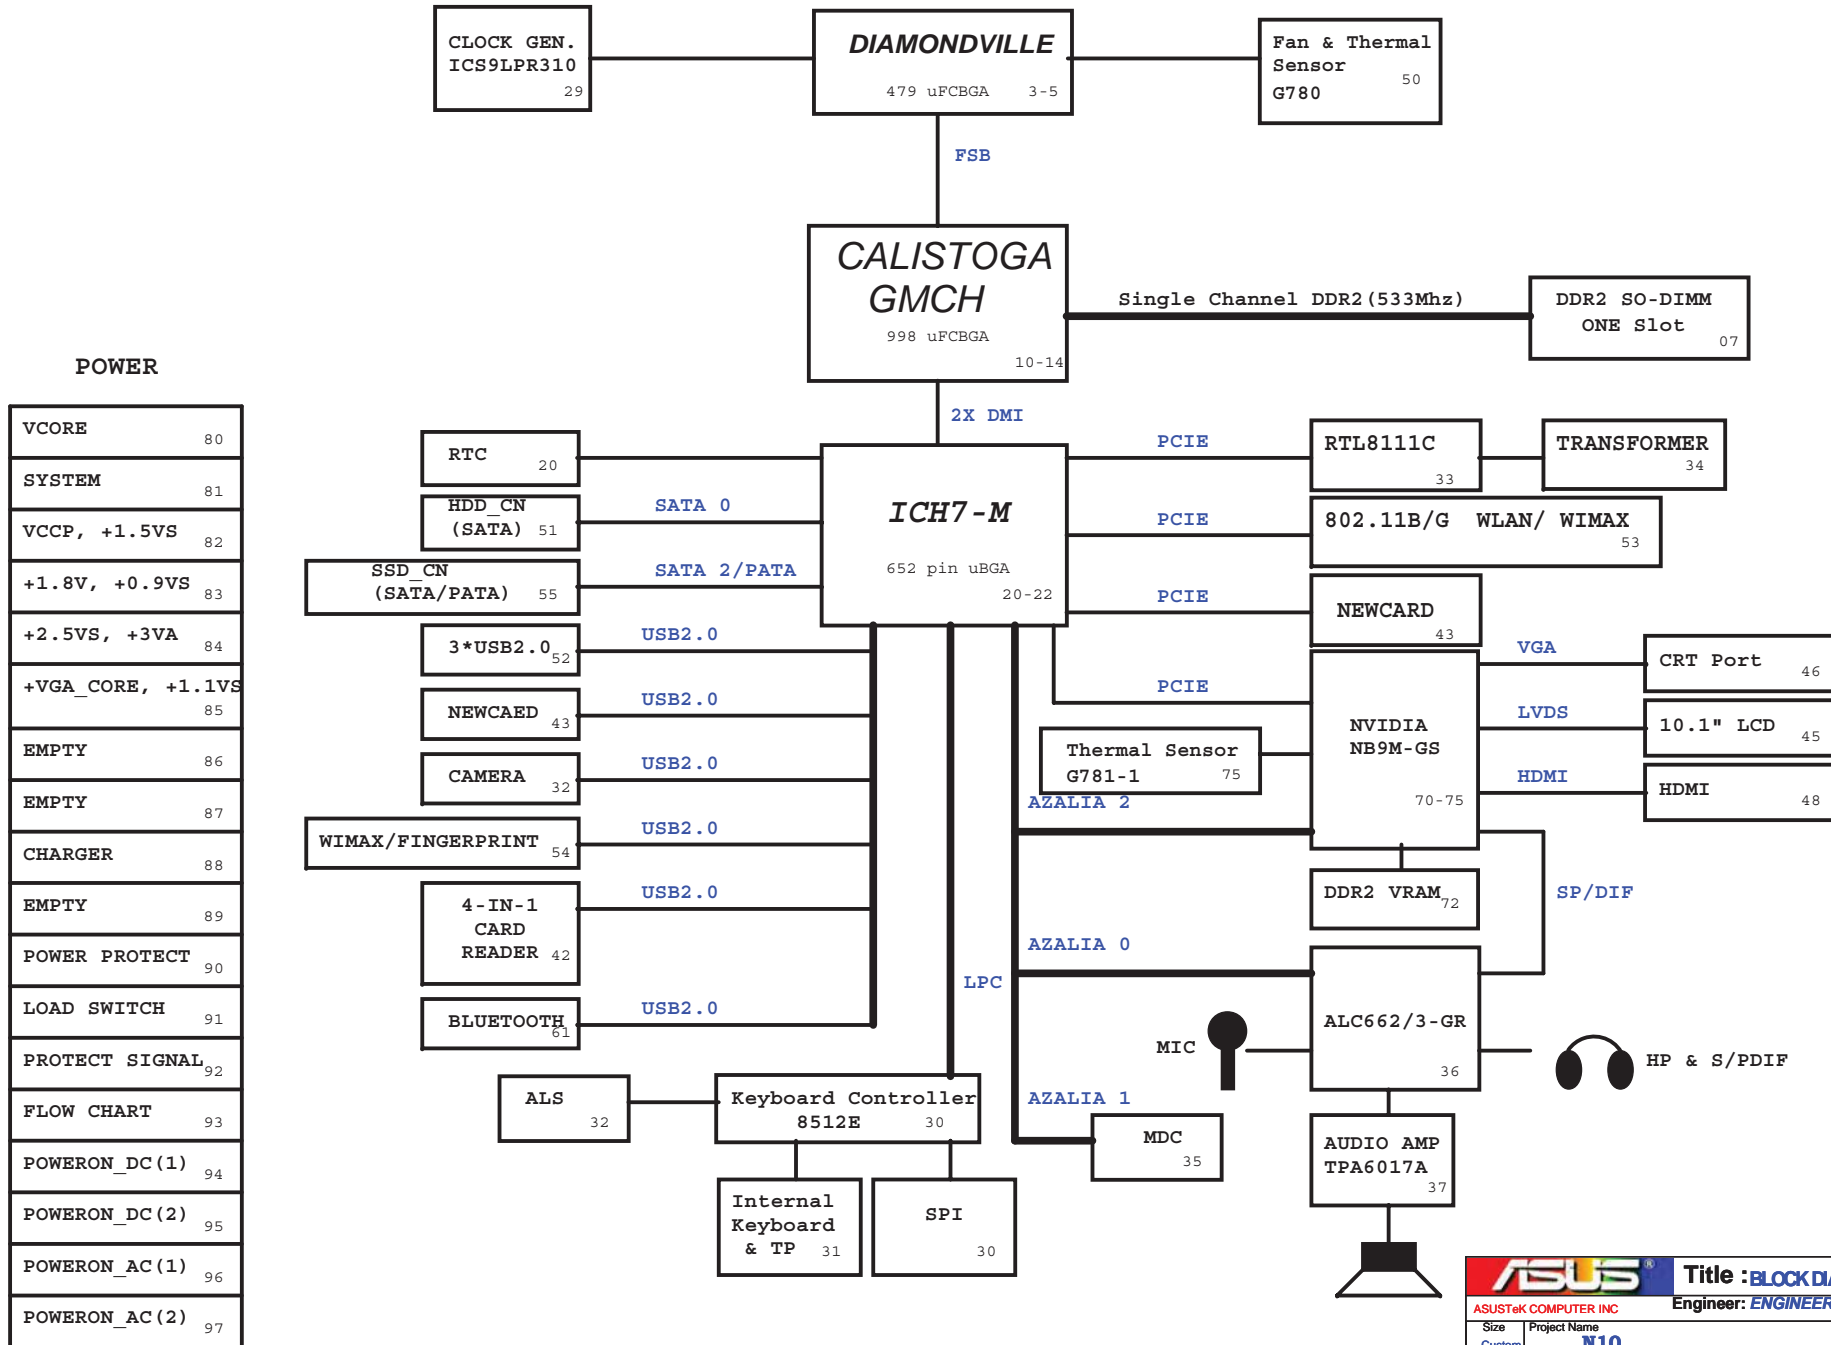 CLOCK GEN.
ICS9LPR310
29
DIAMONDVILLE
479 uFCBGA 3-5
Fan & Thermal
Sensor
50
G780
FSB
CALISTOGA
GMCH
998 uFCBGA
10-14
Single Channel DDR2(533Mhz)
DDR2 SO-DIMM
ONE Slot
07
2X DMI
POWER
VCORE 80
SYSTEM 81
VCCP, +1.5VS 82
+1.8V, +0.9VS 83
+2.5VS, +3VA 84
+VGA_CORE, +1.1VS
85
EMPTY 86
EMPTY 87
CHARGER 88
EMPTY 89
POWER PROTECT 90
LOAD SWITCH 91
PROTECT SIGNAL 92
FLOW CHART 93
POWERON_DC(1) 94
POWERON_DC(2) 95
POWERON_AC(1) 96
POWERON_AC(2) 97
RTC 20
HDD_CN
(SATA) 51
SATA 0
SSD_CN
(SATA/PATA) 55
SATA 2/PATA
3*USB2.0 52
USB2.0
NEWCAED 43
USB2.0
CAMERA 32
USB2.0
WIMAX/FINGERPRINT 54
USB2.0
4-IN-1
CARD
READER 42
USB2.0
BLUETOOTH 61
USB2.0
ICH7-M
652 pin uBGA
20-22
PCIE
RTL8111C
33
TRANSFORMER
34
PCIE
802.11B/G WLAN/ WIMAX
53
PCIE
NEWCARD
43
PCIE
NVIDIA
NB9M-GS
70-75
VGA
CRT Port 46
LVDS
10.1" LCD 45
HDMI
HDMI 48
Thermal Sensor
G781-1 75
AZALIA 2
DDR2 VRAM 72
SP/DIF
AZALIA 0
LPC
ALC662/3-GR
36
MIC
HP & S/PDIF
AZALIA 1
MDC
35
AUDIO AMP
TPA6017A
37
ALS
32
Keyboard Controller
8512E 30
Internal
Keyboard
& TP 31
SPI
30
ASUS®
Title : BLOCK DIA
ASUSTeK COMPUTER INC
Engineer: ENGINEER
Size
Project Name
Custom
N10